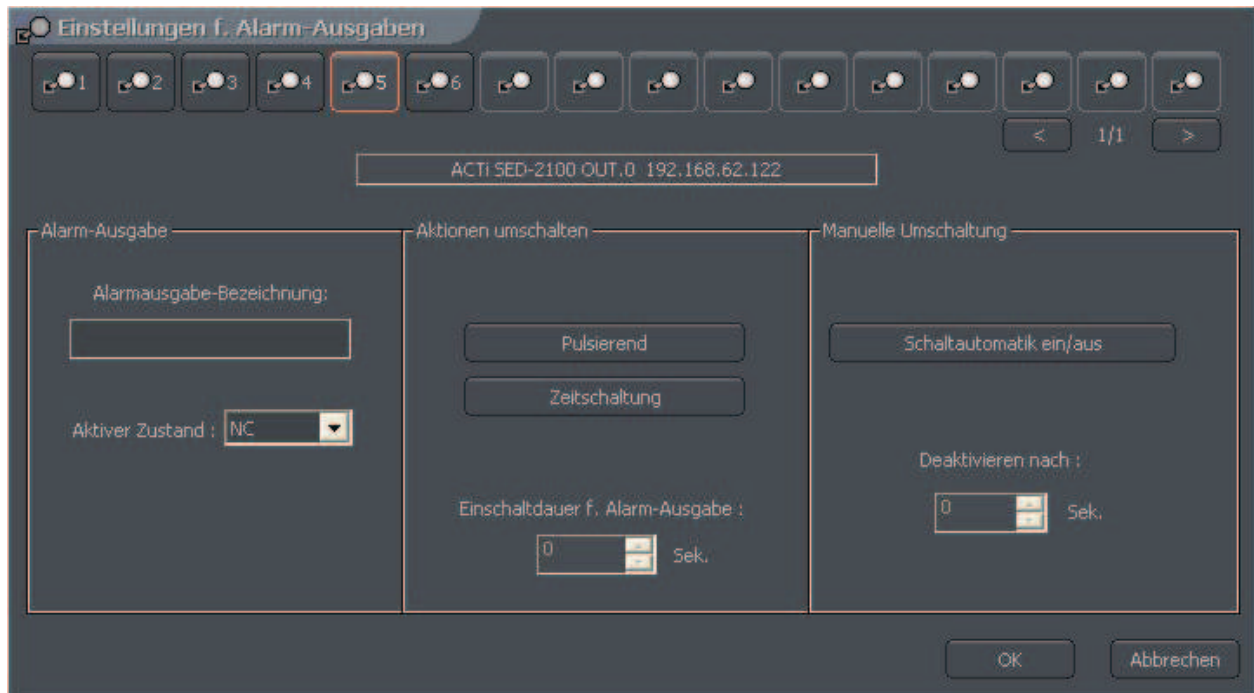 Einstellungen f. Alarm-Ausgaben
1 2 3 4 5 6
< 1/1 >
ACTi SED-2100 OUT.0 192.168.62.122
Alarm-Ausgabe
Alarmausgabe-Bezeichnung:
Aktiver Zustand : NC
Aktionen umschalten
Pulsierend
Zeitschaltung
Einschaltdauer f. Alarm-Ausgabe :
0 Sek.
Manuelle Umschaltung
Schaltautomatik ein/aus
Deaktivieren nach :
0 Sek.
OK Abbrechen